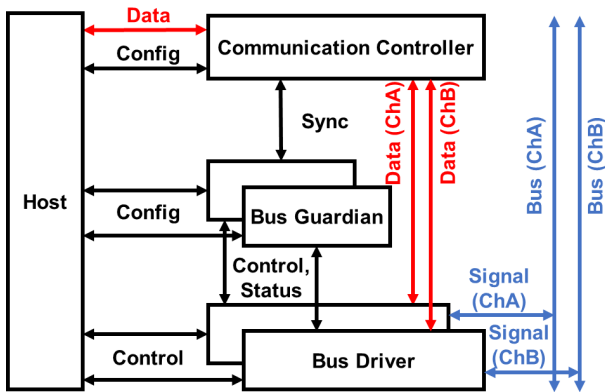 Data
Communication Controller
Config
Sync
Data (ChA)
Data (ChB)
Bus (ChA)
Bus (ChB)
Host
Config
Bus Guardian
Control,
Status
Signal
(ChA)
Signal
(ChB)
Control
Bus Driver